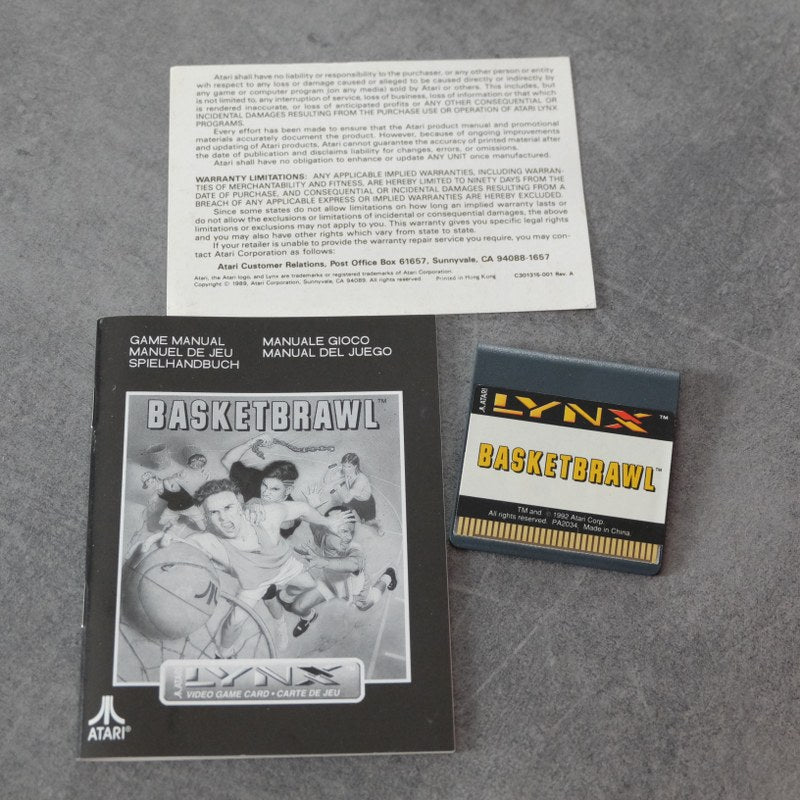 Atari shall have no liability or responsibility to the purchaser, or any other person or entity
wih respect to any loss or damage caused or alleged to be caused directly or indirectly by
any game or computer program (on any media) sold by Atari or others. This includes, but
is not limited to, any interruption of service, loss of business, loss of information or that which
is rendered inaccurate, or loss of anticipated profits or ANY OTHER CONSEQUENTIAL OR
INCIDENTAL DAMAGES RESULTING FROM THE PURCHASE USE OR OPERATION OF ATARI LYNX
PROGRAMS.
Every effort has been made to ensure that the Atari product manual and promotional
materials accurately document the product. However, because of ongoing improvements
and updating of Atari products, Atari cannot guarantee the accuracy of printed material after
the date of publication and disclaims liability for changes, errors, or omissions.
Atari shall have no obligation to enhance or update ANY UNIT once manufactured.
WARRANTY LIMITATIONS: ANY APPLICABLE IMPLIED WARRANTIES, INCLUDING WARRAN-
TIES OF MERCHANTABILITY AND FITNESS, ARE HEREBY LIMITED TO NINETY DAYS FROM THE
DATE OF PURCHASE, AND CONSEQUENTIAL OR INCIDENTAL DAMAGES RESULTING FROM A
BREACH OF ANY APPLICABLE EXPRESS OR IMPLIED WARRANTIES ARE HEREBY EXCLUDED.
Since some states do not allow limitations on how long an implied warranty lasts or
do not allow the exclusions or limitations of incidental or consequential damages, the above
limitations or exclusions may not apply to you. This warranty gives you specific legal rights
and you may also have other rights which vary from state to state.
If your retailer is unable to provide the warranty repair service you require, you may con-
tact Atari Corporation as follows:
Atari Customer Relations, Post Office Box 61657, Sunnyvale, CA 94088-1657
Atari, the Atari logo, and Lynx are trademarks or registered trademarks of Atari Corporation.
Copyright © 1989, Atari Corporation, Sunnyvale, CA 94089. All rights reserved. Printed in Hong Kong C301315-001 Rev. A
GAME MANUAL MANUALE GIOCO
MANUEL DE JEU MANUAL DEL JUEGO
SPIELHANDBUCH
BASKETBRAWL™
ATARI LYNX
VIDEO GAME CARD • CARTE DE JEU
ATARI®
ATARI LYNX™
BASKETBRAWL™
TM and © 1992 Atari Corp.
All rights reserved. PA2034, Made in China.